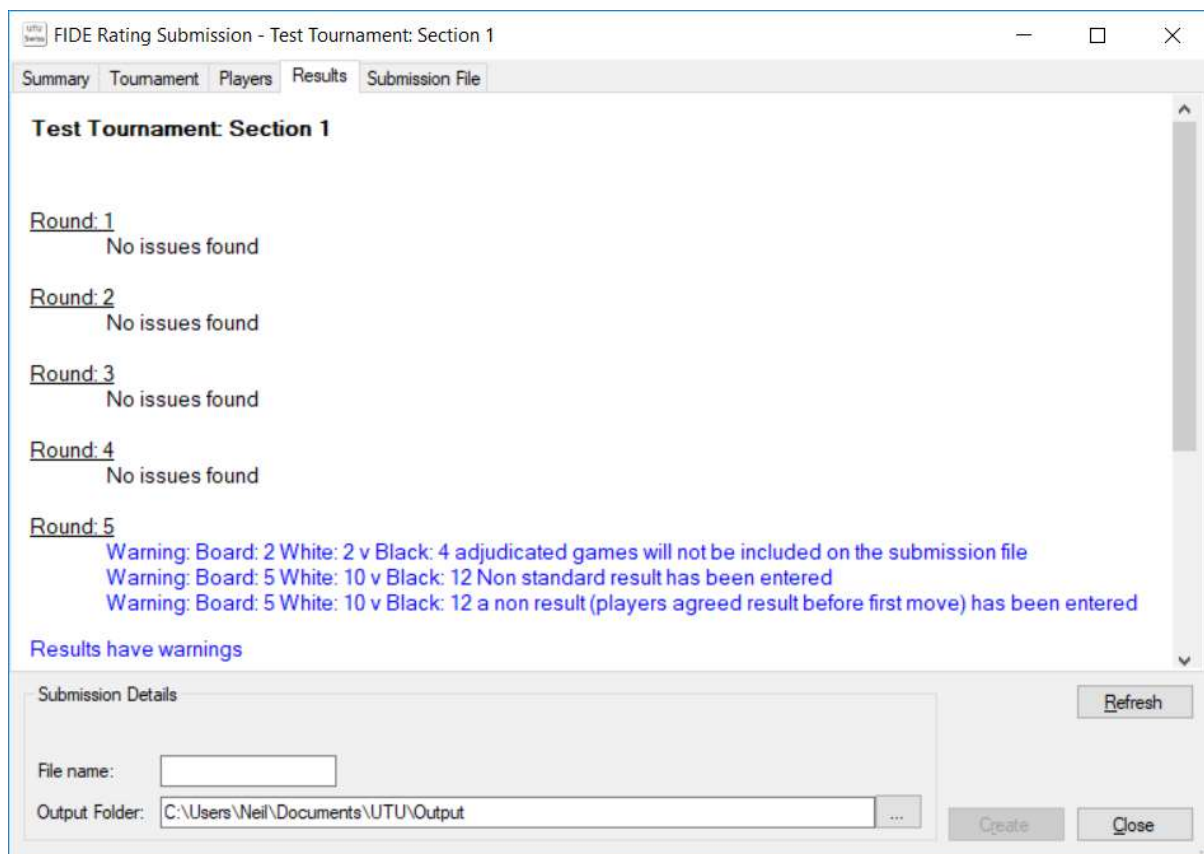 UTU
Swiss
FIDE Rating Submission - Test Tournament: Section 1
Summary Tournament Players Results Submission File
Test Tournament: Section 1
Round: 1
No issues found
Round: 2
No issues found
Round: 3
No issues found
Round: 4
No issues found
Round: 5
Warning: Board: 2 White: 2 v Black: 4 adjudicated games will not be included on the submission file
Warning: Board: 5 White: 10 v Black: 12 Non standard result has been entered
Warning: Board: 5 White: 10 v Black: 12 a non result (players agreed result before first move) has been entered
Results have warnings
Submission Details
Refresh
File name:
Output Folder: C:\Users\Neil\Documents\UTU\Output ...
Create Close